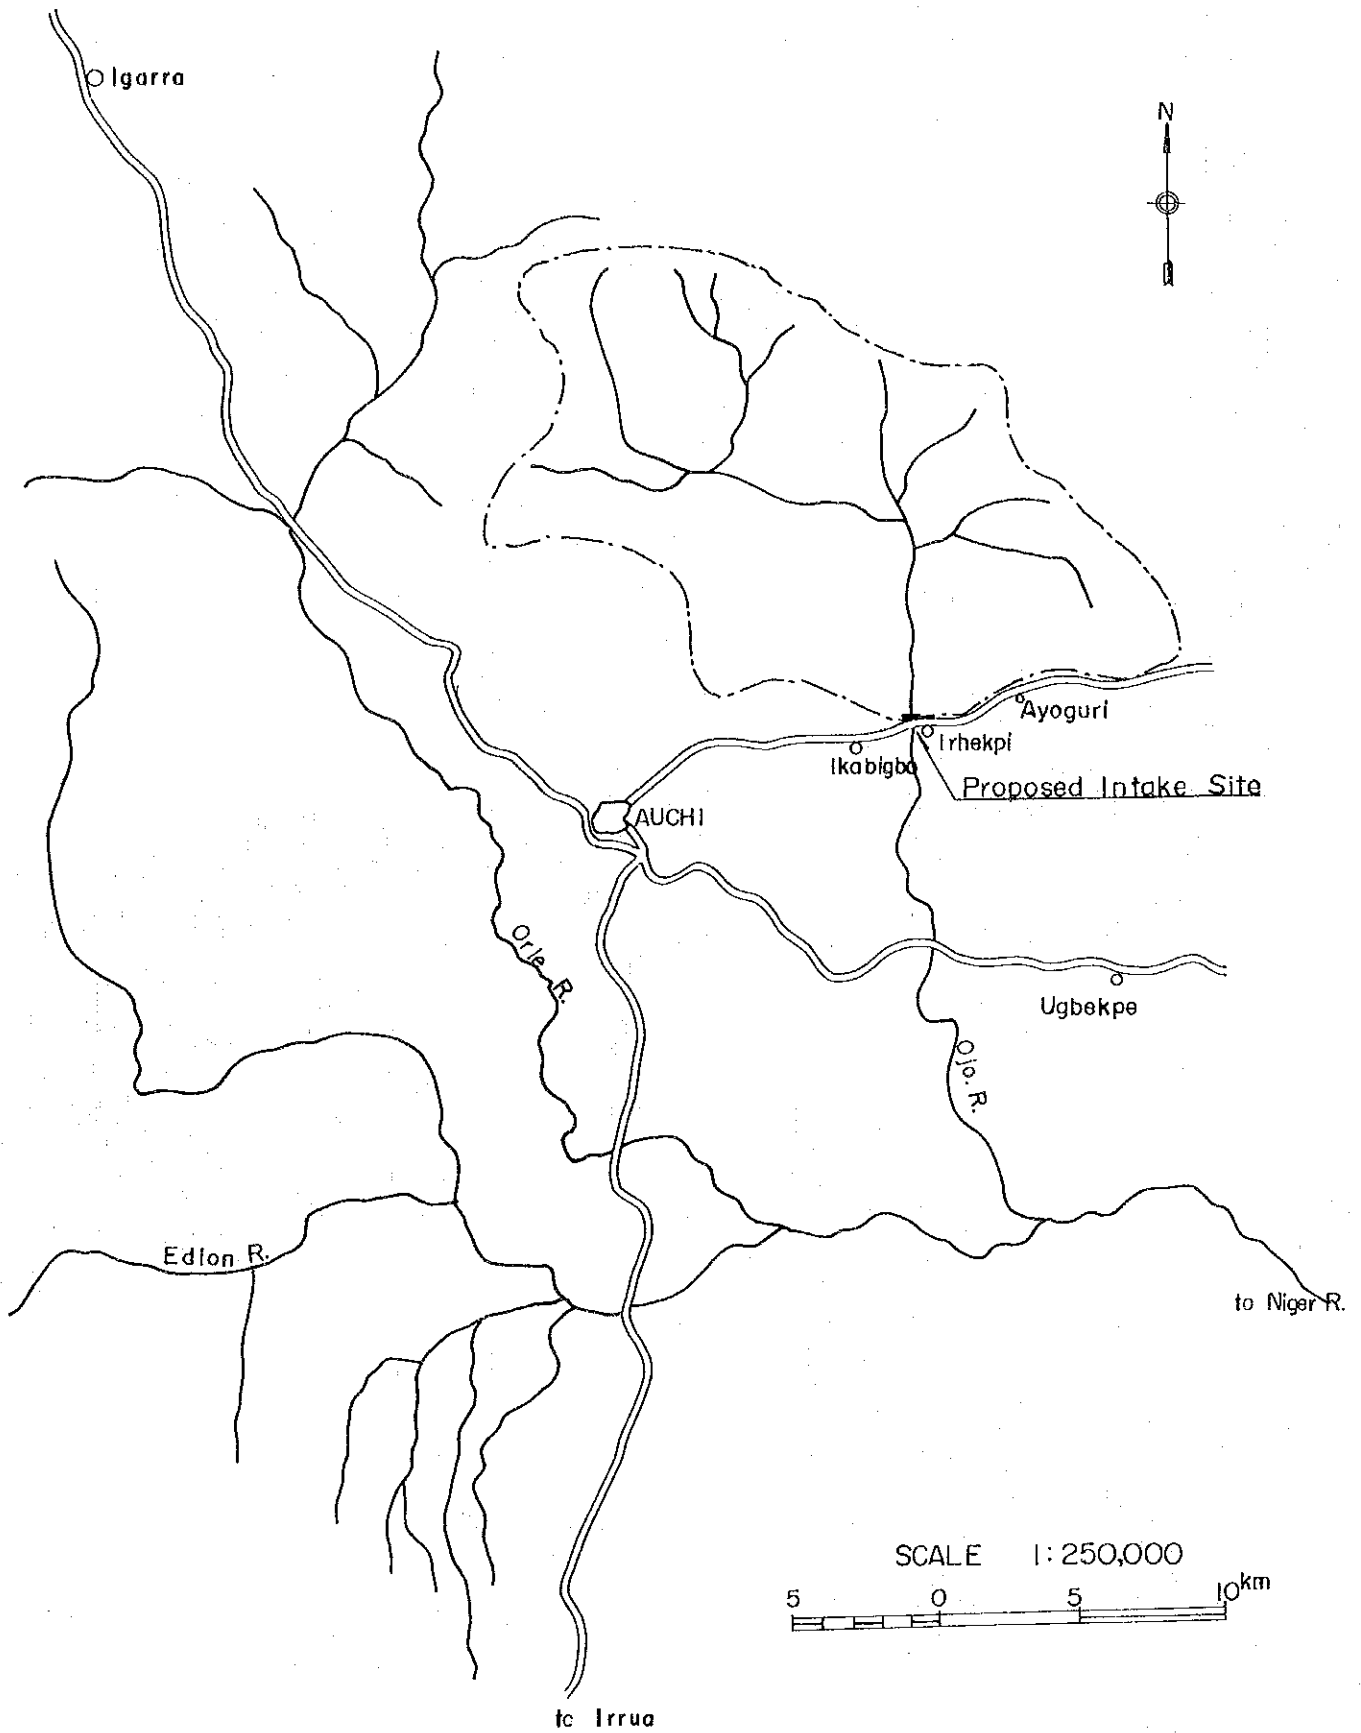 Igarra
N
Ayoguri
Irhekpi
Ikabigbo
Proposed Intake Site
AUCHI
Orle R.
Ugbekpe
Ojo. R.
Edion R.
to Niger R.
SCALE 1:250,000
5 0 5 10km
to Irrua